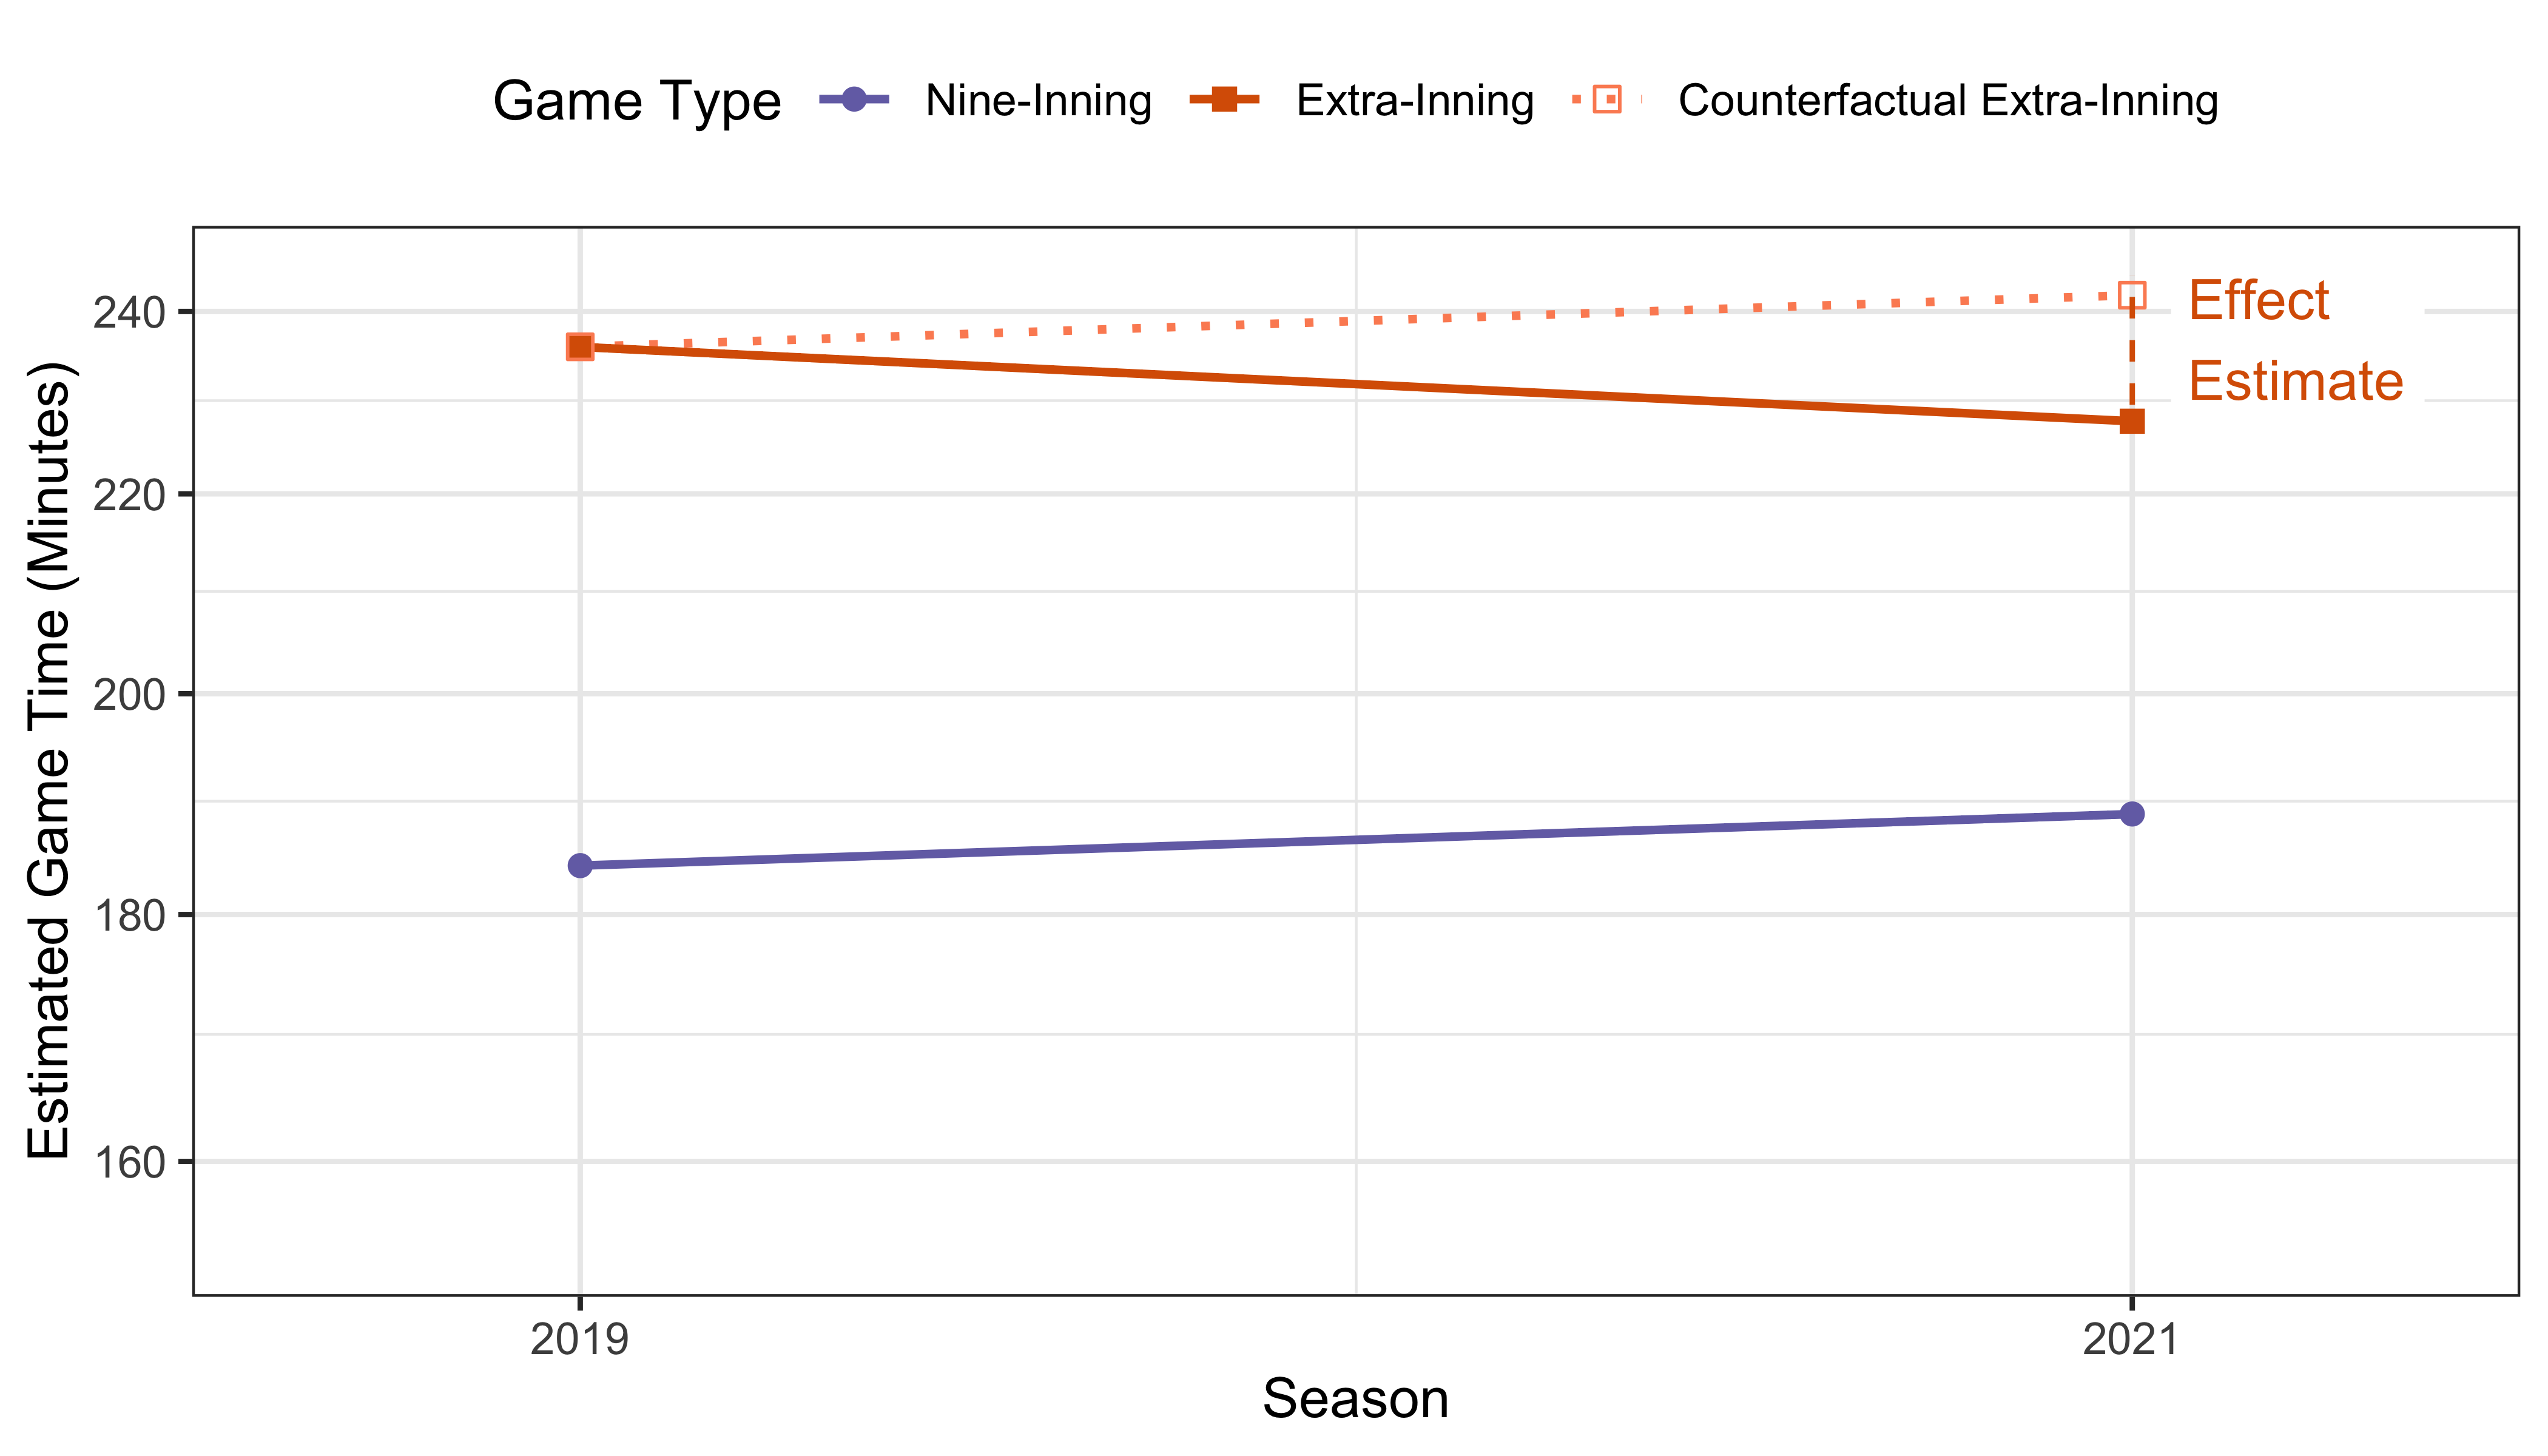 Game Type Nine-Inning Extra-Inning Counterfactual Extra-Inning
Estimated Game Time (Minutes)
240
220
200
180
160
Effect
Estimate
2019 2021
Season